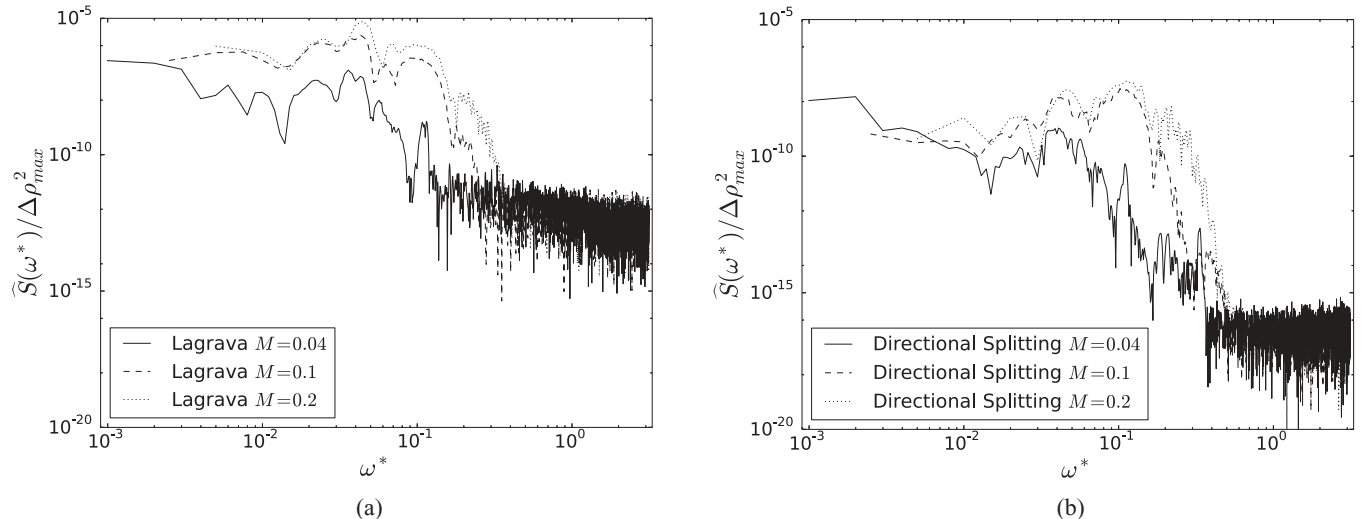 10^-5
10^-10
10^-15
10^-20
Ŝ(ω*)/Δρ²_max
Lagrava M=0.04
Lagrava M=0.1
Lagrava M=0.2
10^-3
10^-2
10^-1
10^0
ω*
(a)
10^-5
10^-10
10^-15
10^-20
Ŝ(ω*)/Δρ²_max
Directional Splitting M=0.04
Directional Splitting M=0.1
Directional Splitting M=0.2
10^-3
10^-2
10^-1
10^0
ω*
(b)